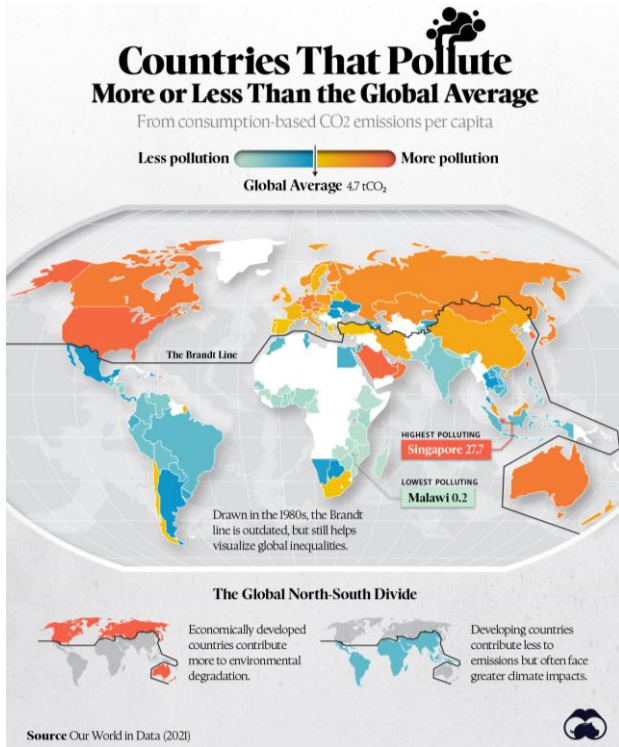 Countries That Pollute
More or Less Than the Global Average
From consumption-based CO2 emissions per capita
Less pollution
More pollution
Global Average 4.7 tCO₂
The Brandt Line
HIGHEST POLLUTING
Singapore 27.7
LOWEST POLLUTING
Malawi 0.2
Drawn in the 1980s, the Brandt
line is outdated, but still helps
visualize global inequalities.
The Global North-South Divide
Economically developed
countries contribute
more to environmental
degradation.
Developing countries
contribute less to
emissions but often face
greater climate impacts.
Source Our World in Data (2021)